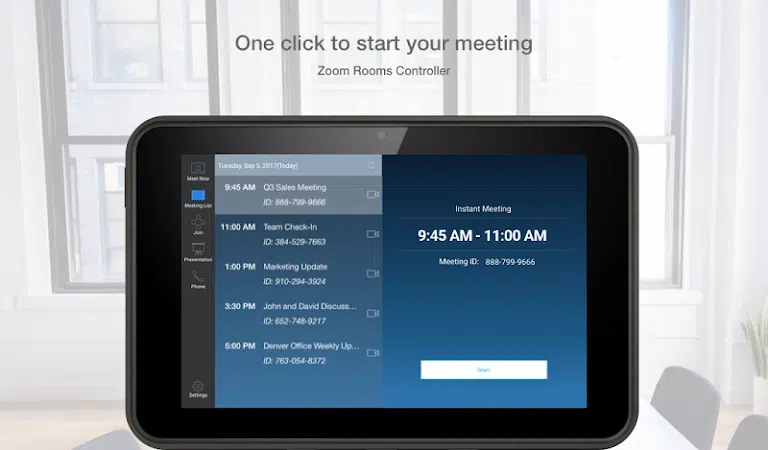 One click to start your meeting
Zoom Rooms Controller
Meet Now
Meeting List
Join
Presentation
Phone
Settings
Tuesday, Sep 5, 2017(Today)
9:45 AM Q3 Sales Meeting
ID: 888-799-9666
11:00 AM Team Check-In
ID: 384-529-7663
1:00 PM Marketing Update
ID: 910-294-3924
3:30 PM John and David Discuss...
ID: 652-748-9217
5:00 PM Denver Office Weekly Up...
ID: 763-054-8372
Instant Meeting
9:45 AM - 11:00 AM
Meeting ID: 888-799-9666
Start